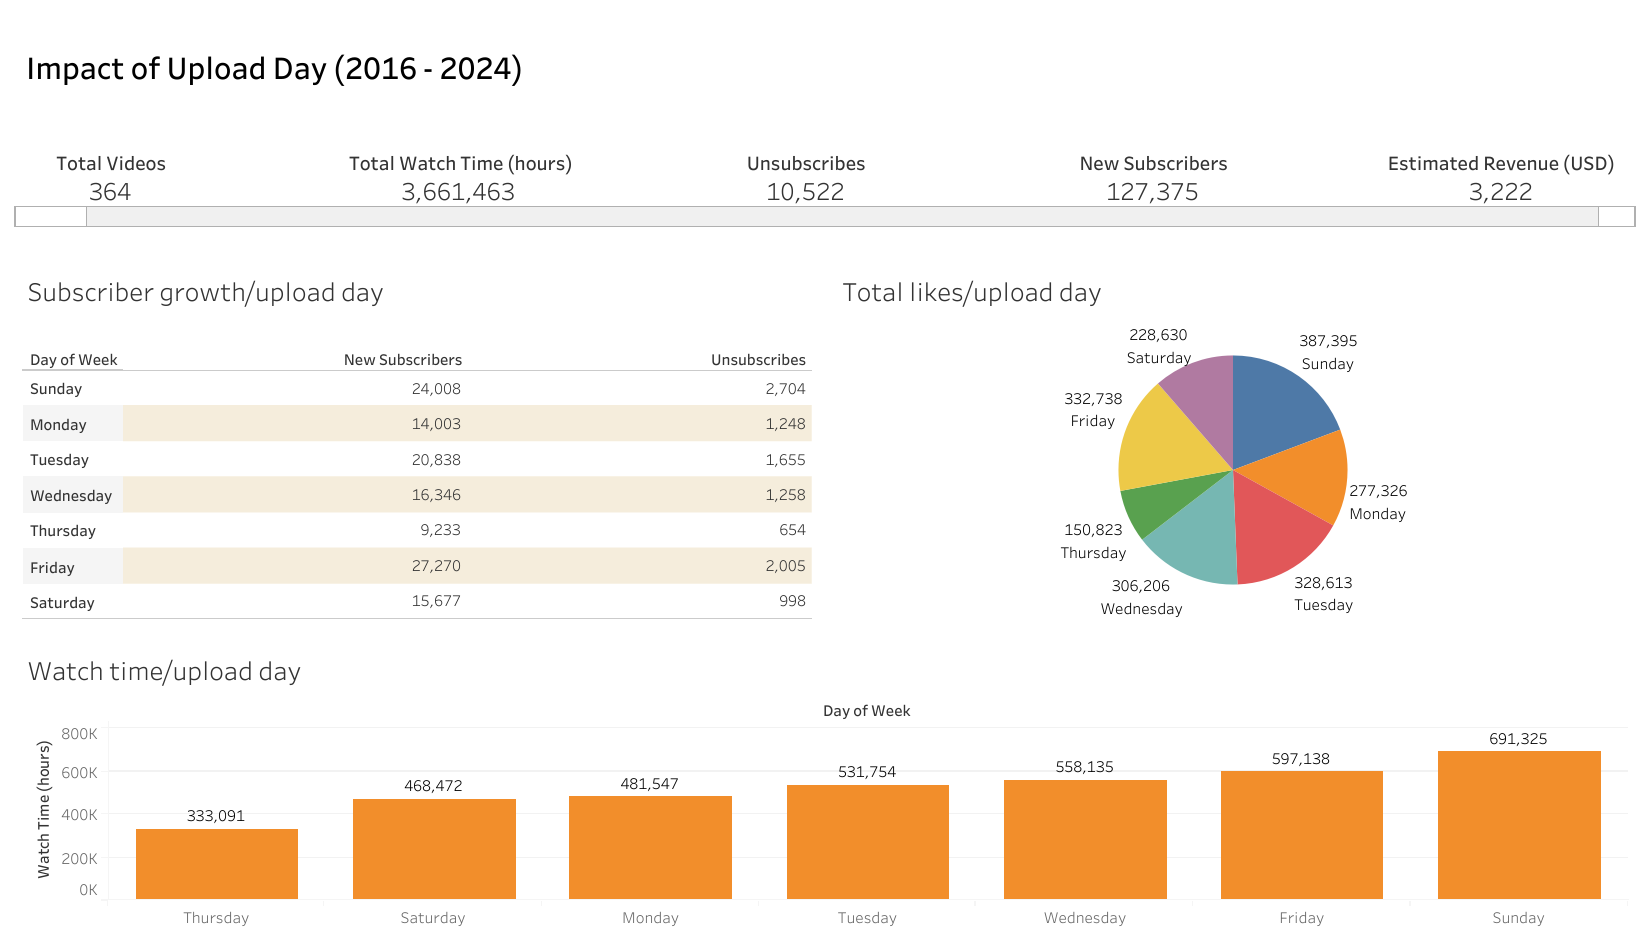 Impact of Upload Day (2016 - 2024)
Total Videos
364
Total Watch Time (hours)
3,661,463
Unsubscribes
10,522
New Subscribers
127,375
Estimated Revenue (USD)
3,222
Subscriber growth/upload day
Day of Week New Subscribers Unsubscribes
Sunday 24,008 2,704
Monday 14,003 1,248
Tuesday 20,838 1,655
Wednesday 16,346 1,258
Thursday 9,233 654
Friday 27,270 2,005
Saturday 15,677 998
Total likes/upload day
387,395
Sunday
277,326
Monday
328,613
Tuesday
306,206
Wednesday
150,823
Thursday
332,738
Friday
228,630
Saturday
Watch time/upload day
Day of Week
Watch Time (hours)
800K
600K
400K
200K
0K
333,091
468,472
481,547
531,754
558,135
597,138
691,325
Thursday
Saturday
Monday
Tuesday
Wednesday
Friday
Sunday